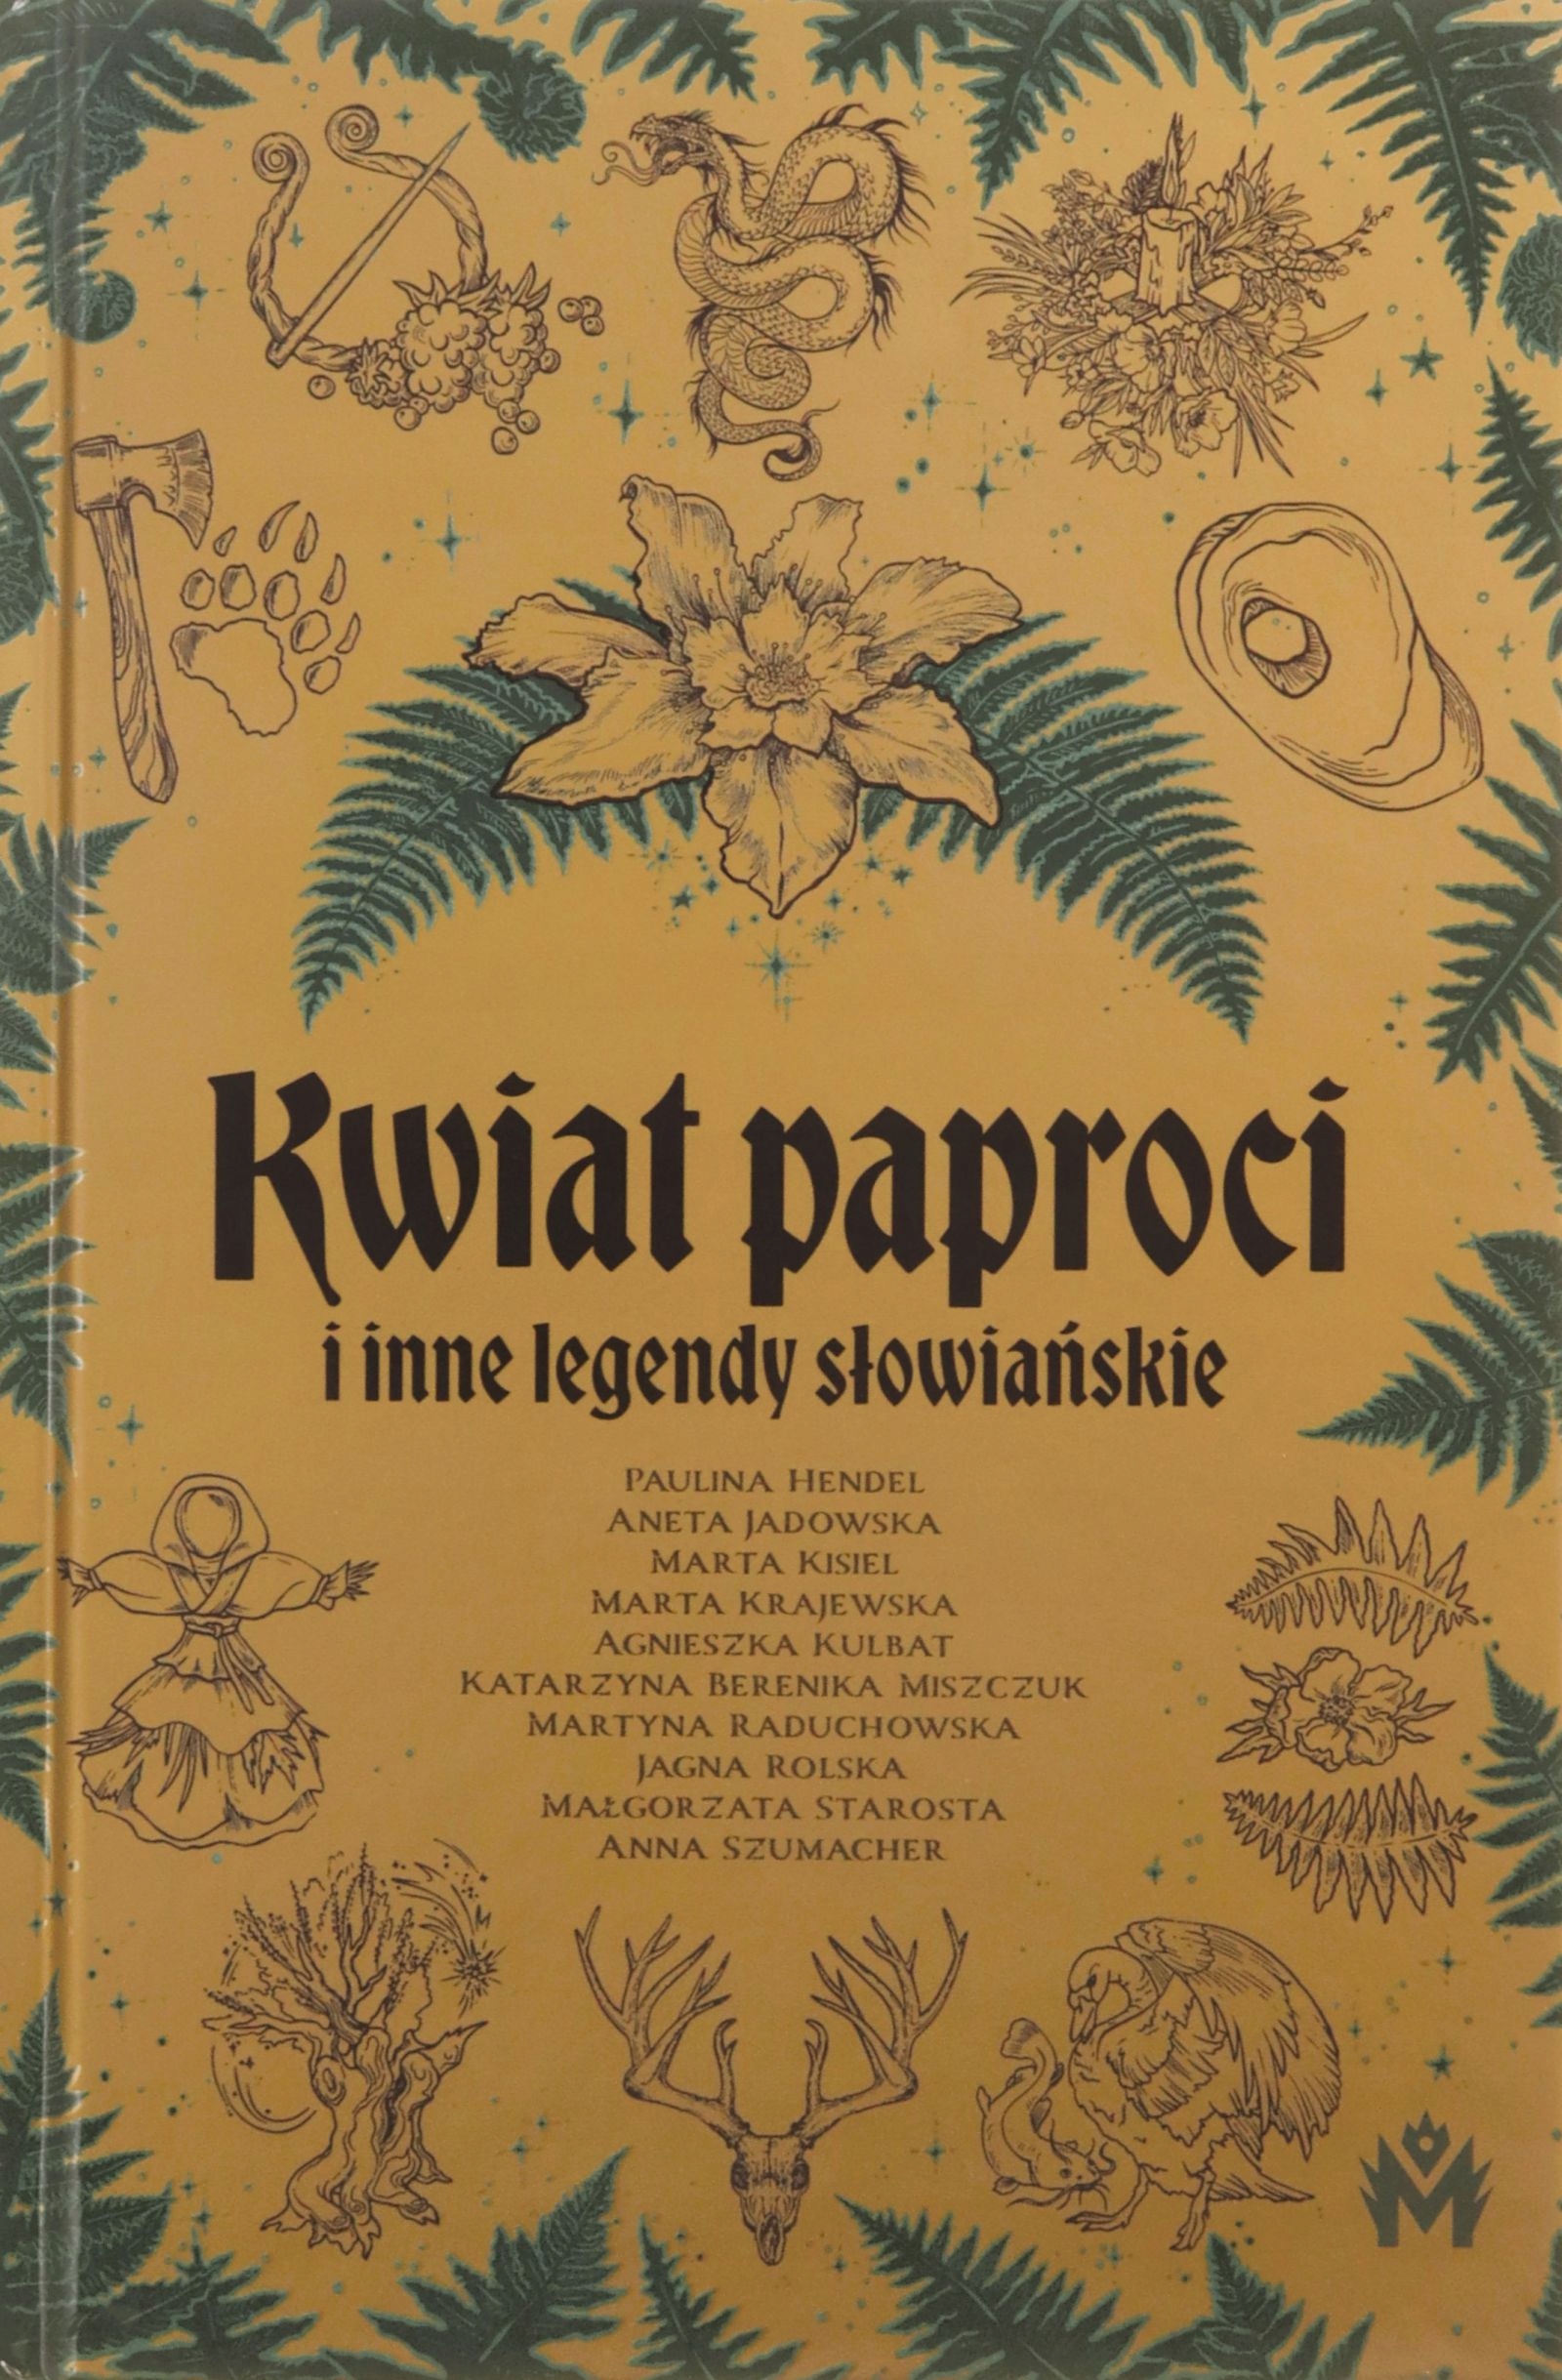 Kwiat paproci
i inne legendy słowiańskie
PAULINA HENDEL
ANETA JADOWSKA
MARTA KISIEL
MARTA KRAJEWSKA
AGNIESZKA KULBAT
KATARZYNA BERENIKA MISZCZUK
MARTYNA RADUCHOWSKA
JAGNA ROLSKA
MAŁGORZATA STAROSTA
ANNA SZUMACHER
M